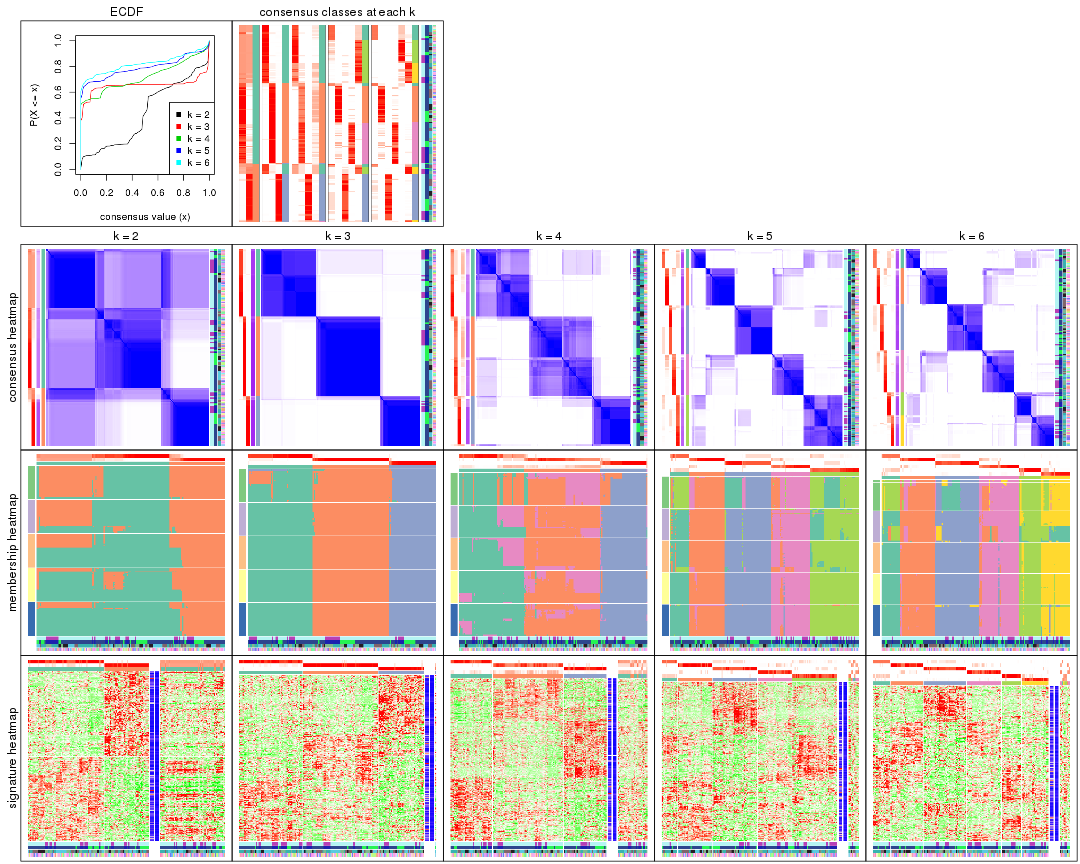 ECDF
consensus classes at each k
P(X <= x)
0.0 0.2 0.4 0.6 0.8 1.0
k = 2
k = 3
k = 4
k = 5
k = 6
0.0 0.2 0.4 0.6 0.8 1.0
consensus value (x)
k = 2
k = 3
k = 4
k = 5
k = 6
consensus heatmap
membership heatmap
signature heatmap